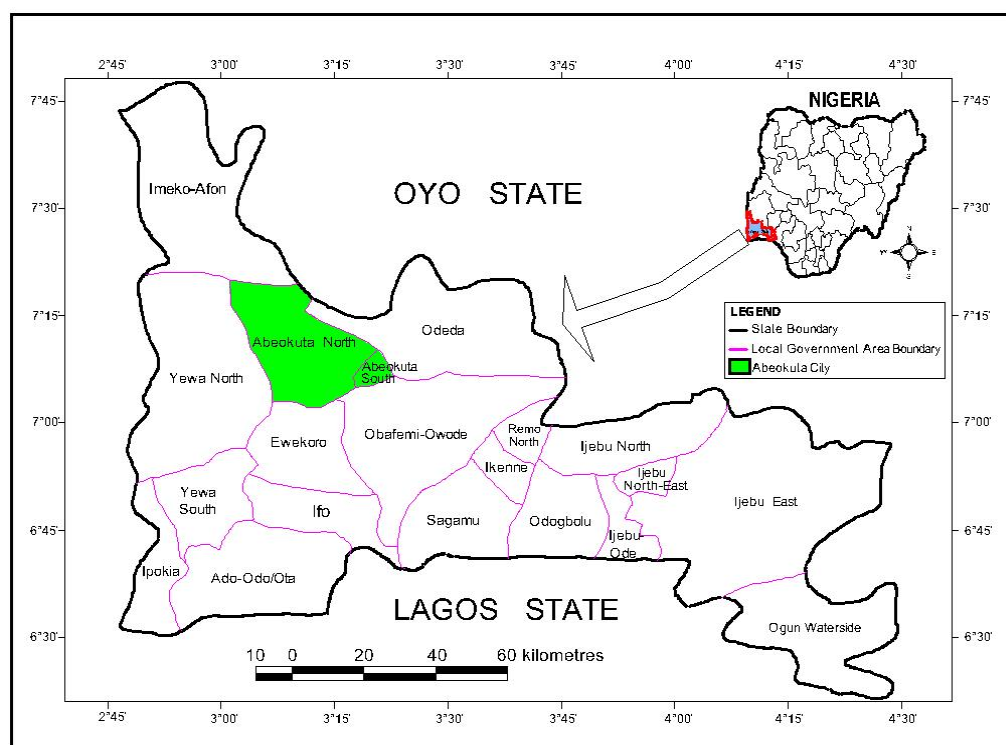 2°45' 3°00' 3°15' 3°30' 3°45' 4°00' 4°15' 4°30'
7°45' 7°45'
NIGERIA
Imeko-Afon
OYO STATE
7°30' 7°30'
N
W E
S
7°15' 7°15'
LEGEND
State Boundary
Local Government Area Boundary
Abeokuta City
Odeda
Abeokuta North
Abeokuta
South
Yewa North
7°00' 7°00'
Ewekoro
Obafemi-Owode
Remo
North
Ijebu North
Ikenne
Ijebu
North-East
Yewa
South
Ijebu East
Ifo
Sagamu
Odogbolu
6°45' 6°45'
Ijebu-
Ode
Ipokia
Ado-Odo/Ota
LAGOS STATE
Ogun Waterside
6°30' 6°30'
10 0 20 40 60 kilometres
2°45' 3°00' 3°15' 3°30' 3°45' 4°00' 4°15' 4°30'